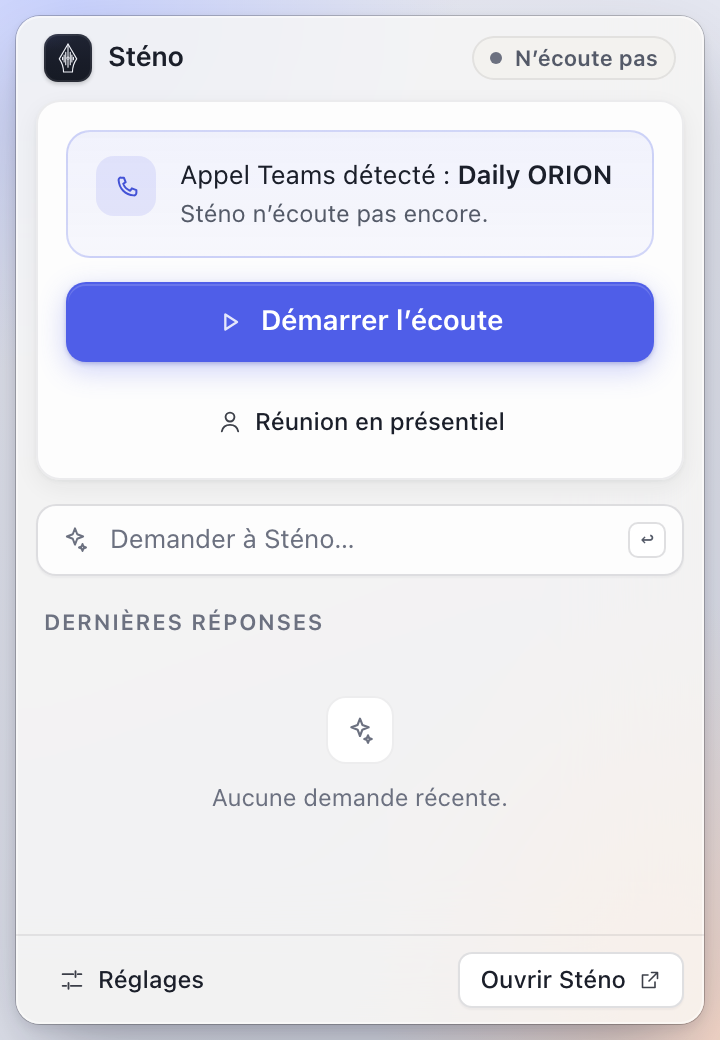 Sténo
N’écoute pas
Appel Teams détecté : Daily ORION
Sténo n’écoute pas encore.
Démarrer l’écoute
Réunion en présentiel
Demander à Sténo…
DERNIÈRES RÉPONSES
Aucune demande récente.
Réglages
Ouvrir Sténo